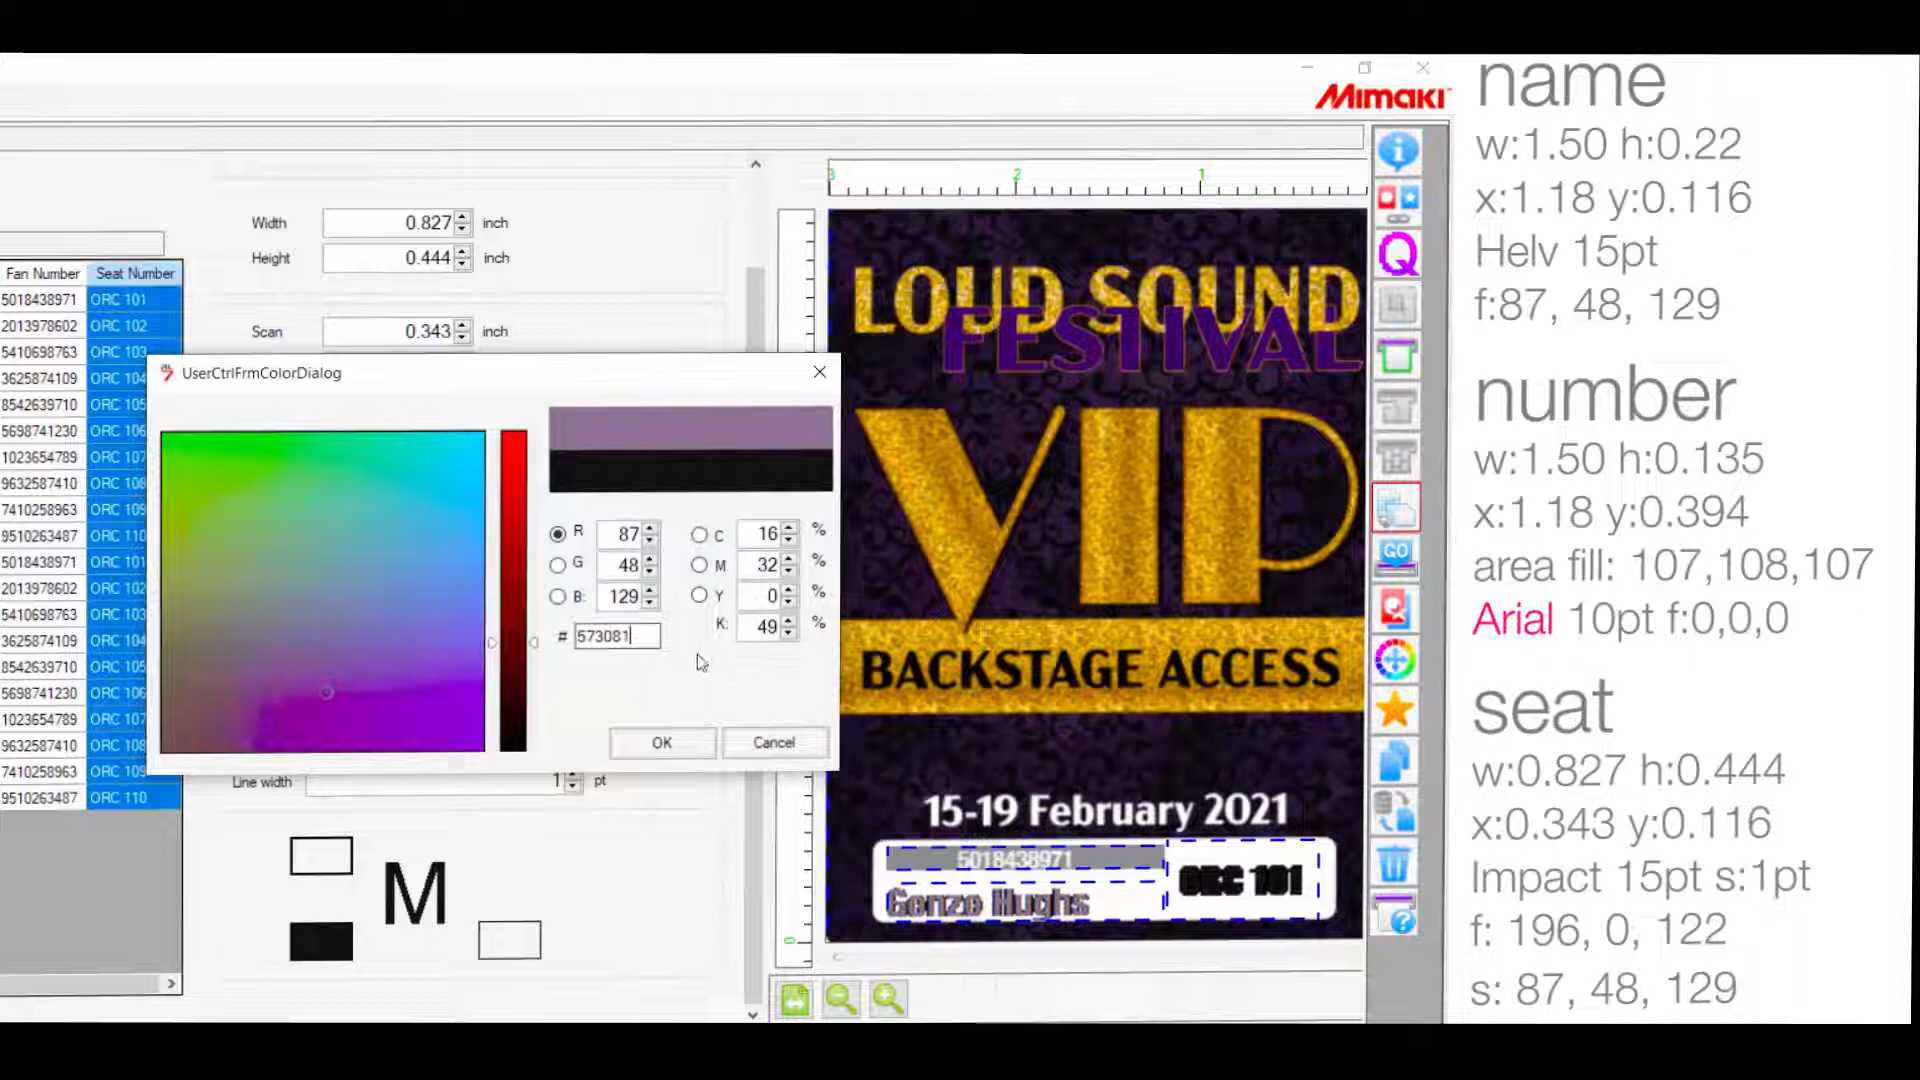 Mimaki
Width 0.827 inch
Height 0.444 inch
Scan 0.343 inch
Fan Number Seat Number
5018438971 ORC 101
2013978602 ORC 102
5410698763 ORC 103
3625874109 ORC 104
8542639710 ORC 105
5698741230 ORC 106
1023654789 ORC 107
9632587410 ORC 108
7410258963 ORC 109
9510263487 ORC 110
5018438971 ORC 101
2013978602 ORC 102
5410698763 ORC 103
3625874109 ORC 104
8542639710 ORC 105
5698741230 ORC 106
1023654789 ORC 107
9632587410 ORC 108
7410258963 ORC 109
9510263487 ORC 110
UserCtrlFrmColorDialog
R 87 C 16 %
G 48 M 32 %
B: 129 Y 0 %
K: 49 %
# 573081
OK Cancel
Line width 1 pt
M
3 2 1
0
LOUD SOUND
FESTIVAL
VIP
BACKSTAGE ACCESS
15-19 February 2021
5018438971
ORC 101
Gonzo Hughs
i
Q
GO
?
name
w:1.50 h:0.22
x:1.18 y:0.116
Helv 15pt
f:87, 48, 129
number
w:1.50 h:0.135
x:1.18 y:0.394
area fill: 107,108,107
Arial 10pt f:0,0,0
seat
w:0.827 h:0.444
x:0.343 y:0.116
Impact 15pt s:1pt
f: 196, 0, 122
s: 87, 48, 129